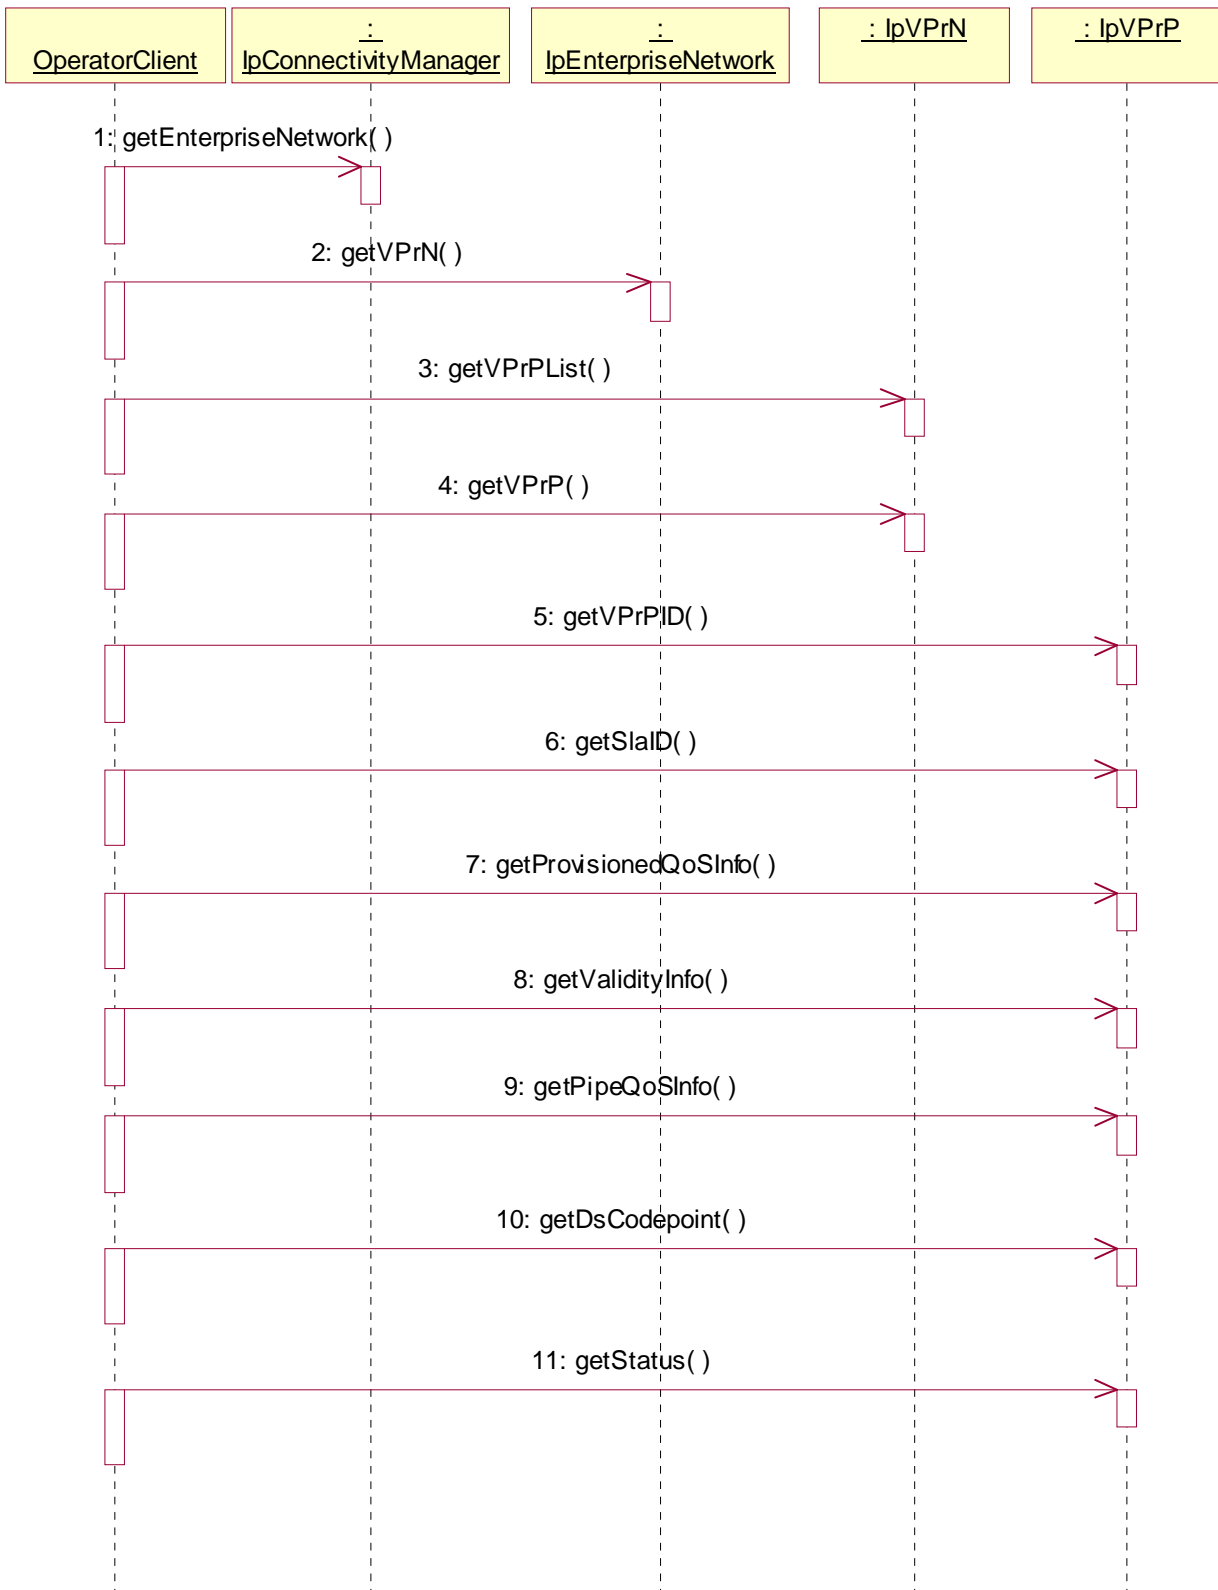 OperatorClient
:
IpConnectivityManager
:
IpEnterpriseNetwork
: IpVPrN
: IpVPrP
1: getEnterpriseNetwork( )
2: getVPrN( )
3: getVPrPList( )
4: getVPrP( )
5: getVPrPID( )
6: getSlaID( )
7: getProvisionedQoSInfo( )
8: getValidityInfo( )
9: getPipeQoSInfo( )
10: getDsCodepoint( )
11: getStatus( )